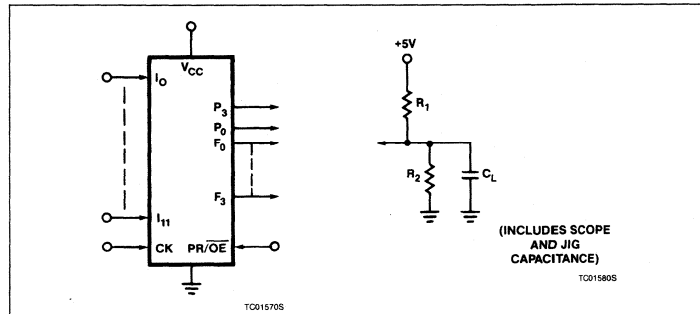 VCC
I0
P3
P0
F0
F3
I11
CK
PR/OE
TC01570S
+5V
R1
R2
CL
(INCLUDES SCOPE
AND JIG
CAPACITANCE)
TC01580S